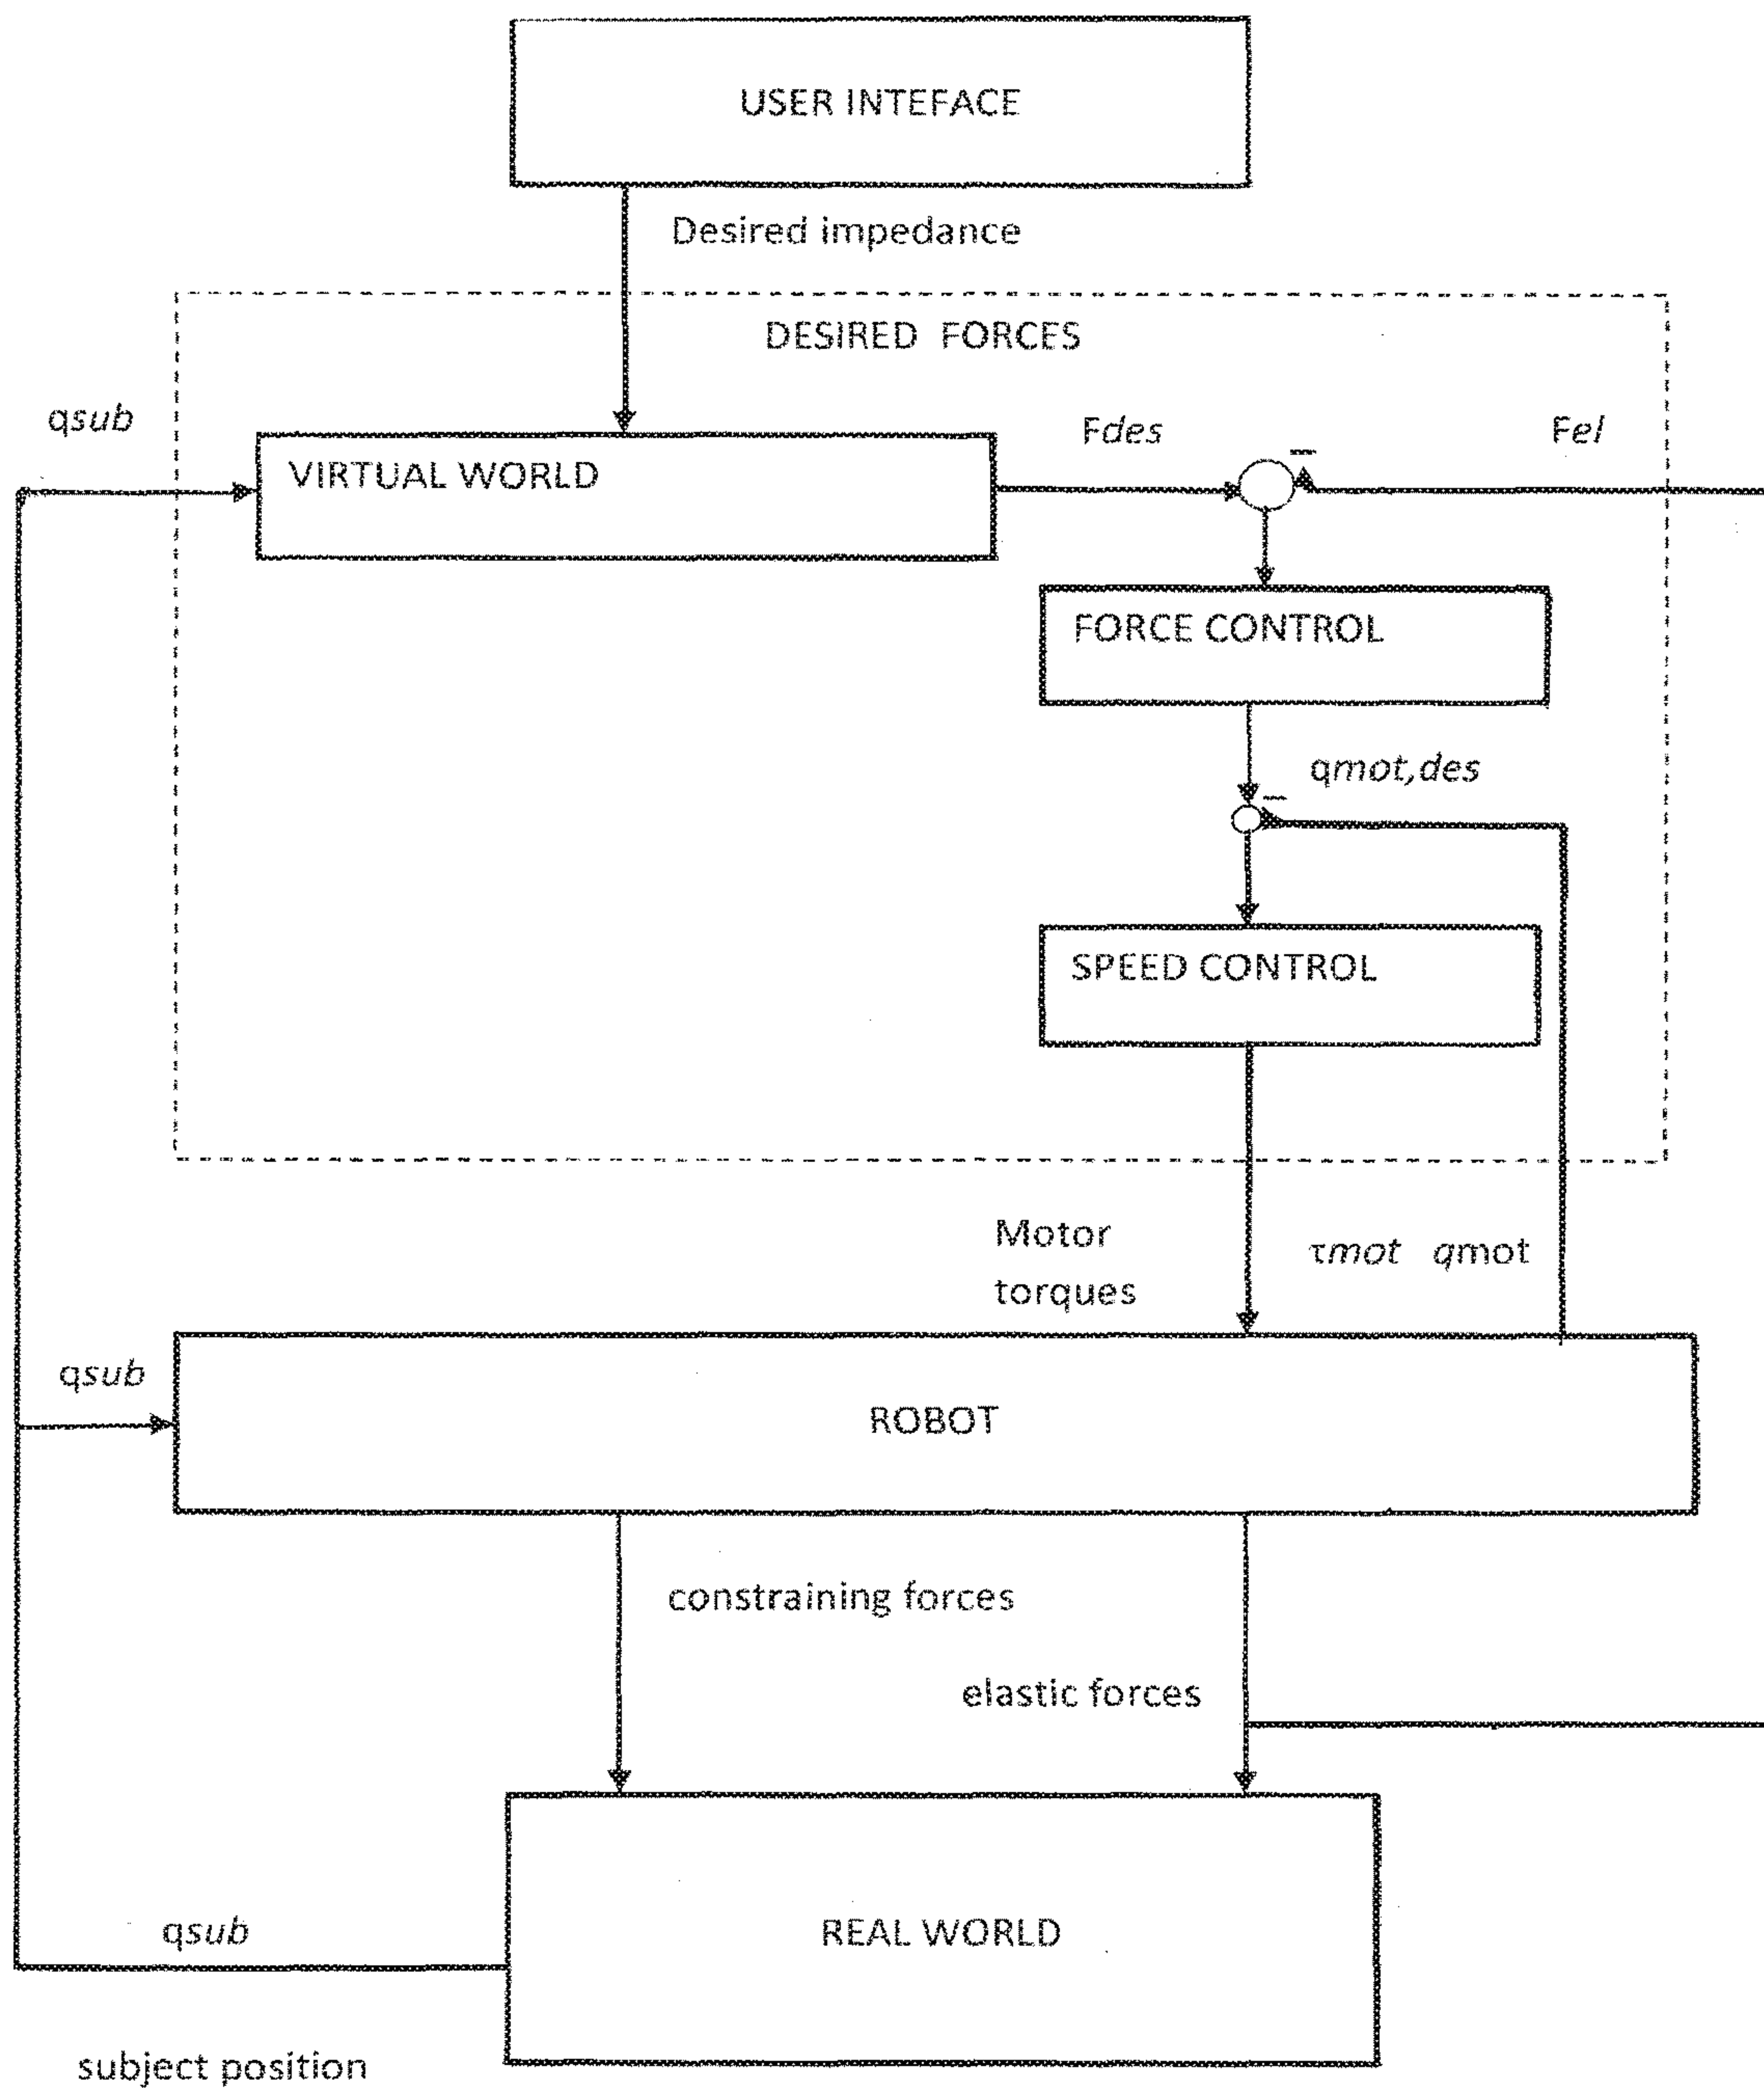 USER INTEFACE
Desired impedance
DESIRED FORCES
qsub
Fdes
–
Fel
VIRTUAL WORLD
FORCE CONTROL
qmot,des
–
SPEED CONTROL
Motor
torques
τmot qmot
qsub
ROBOT
constraining forces
elastic forces
qsub
REAL WORLD
subject position